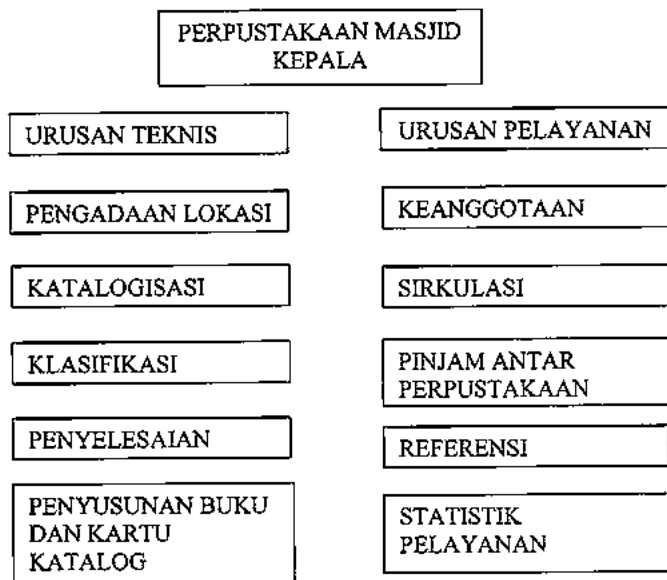 PERPUSTAKAAN MASJID
KEPALA
URUSAN TEKNIS
URUSAN PELAYANAN
PENGADAAN LOKASI
KEANGGOTAAN
KATALOGISASI
SIRKULASI
KLASIFIKASI
PINJAM ANTAR
PERPUSTAKAAN
PENYELESAIAN
REFERENSI
PENYUSUNAN BUKU
DAN KARTU
KATALOG
STATISTIK
PELAYANAN